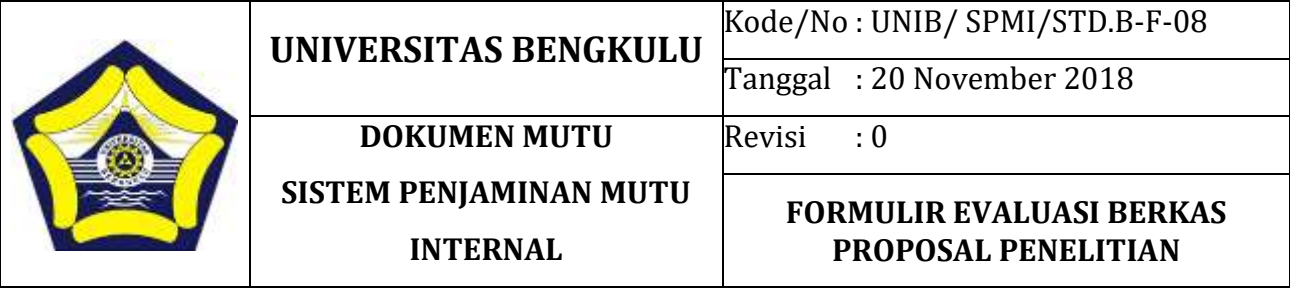 UNIVERSITAS BENGKULU
Kode/No : UNIB/ SPMI/STD.B-F-08
Tanggal : 20 November 2018
DOKUMEN MUTU
SISTEM PENJAMINAN MUTU
INTERNAL
Revisi : 0
FORMULIR EVALUASI BERKAS
PROPOSAL PENELITIAN